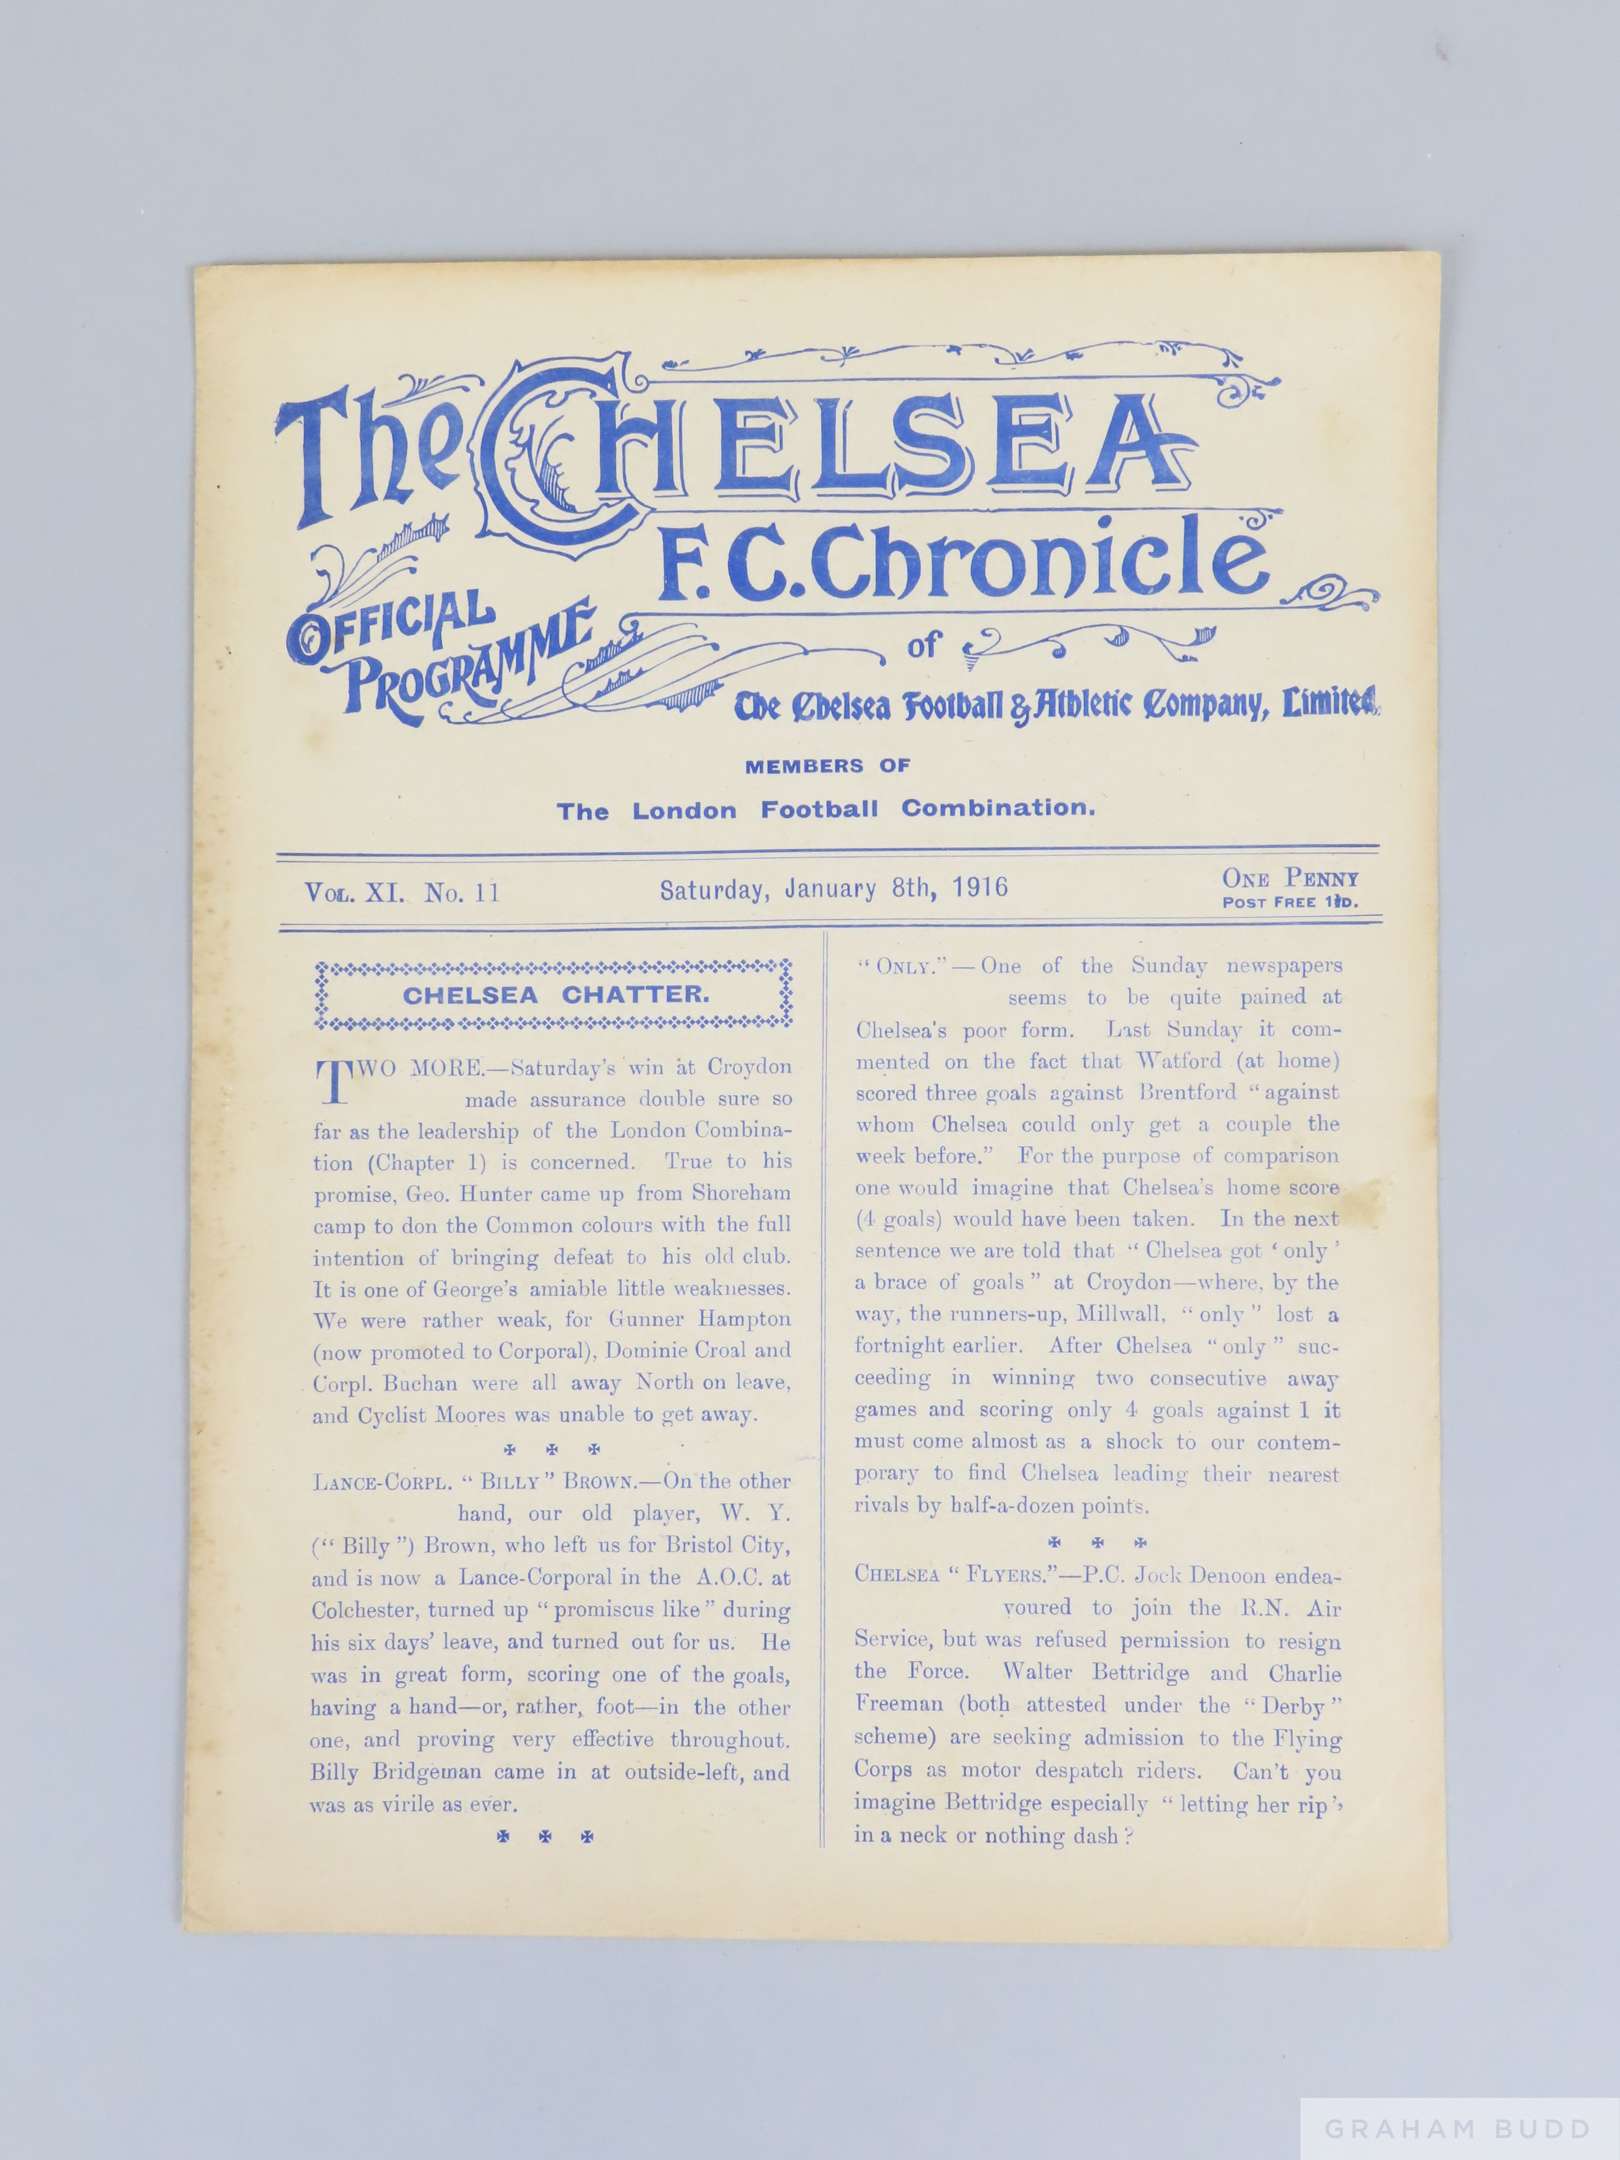 The CHELSEA
F.C. Chronicle
OFFICIAL
PROGRAMME
of
The Chelsea Football & Athletic Company, Limited.
MEMBERS OF
The London Football Combination.
VOL. XI. No. 11
Saturday, January 8th, 1916
ONE PENNY
POST FREE 1½D.
CHELSEA CHATTER.
TWO MORE.—Saturday's win at Croydon
made assurance double sure so
far as the leadership of the London Combina-
tion (Chapter 1) is concerned. True to his
promise, Geo. Hunter came up from Shoreham
camp to don the Common colours with the full
intention of bringing defeat to his old club.
It is one of George's amiable little weaknesses.
We were rather weak, for Gunner Hampton
(now promoted to Corporal), Dominie Croal and
Corpl. Buchan were all away North on leave,
and Cyclist Moores was unable to get away.
✠ ✠ ✠
LANCE-CORPL. “ BILLY ” BROWN.—On the other
hand, our old player, W. Y.
(“ Billy ”) Brown, who left us for Bristol City,
and is now a Lance-Corporal in the A.O.C. at
Colchester, turned up “ promiscus like ” during
his six days' leave, and turned out for us. He
was in great form, scoring one of the goals,
having a hand—or, rather, foot—in the other
one, and proving very effective throughout.
Billy Bridgeman came in at outside-left, and
was as virile as ever.
✠ ✠ ✠
“ ONLY.” — One of the Sunday newspapers
seems to be quite pained at
Chelsea's poor form. Last Sunday it com-
mented on the fact that Watford (at home)
scored three goals against Brentford “ against
whom Chelsea could only get a couple the
week before.” For the purpose of comparison
one would imagine that Chelsea's home score
(4 goals) would have been taken. In the next
sentence we are told that “ Chelsea got ‘ only ’
a brace of goals ” at Croydon—where, by the
way, the runners-up, Millwall, “ only ” lost a
fortnight earlier. After Chelsea “ only ” suc-
ceeding in winning two consecutive away
games and scoring only 4 goals against 1 it
must come almost as a shock to our contem-
porary to find Chelsea leading their nearest
rivals by half-a-dozen points.
✠ ✠ ✠
CHELSEA “ FLYERS.”—P.C. Jock Denoon endea-
voured to join the R.N. Air
Service, but was refused permission to resign
the Force. Walter Bettridge and Charlie
Freeman (both attested under the “ Derby ”
scheme) are seeking admission to the Flying
Corps as motor despatch riders. Can't you
imagine Bettridge especially “ letting her rip ”
in a neck or nothing dash ?
GRAHAM BUDD